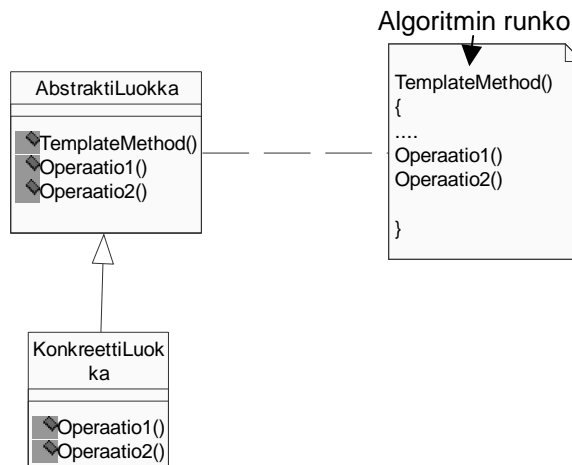 Algoritmin runko
AbstraktiLuokka
TemplateMethod()
Operaatio1()
Operaatio2()
TemplateMethod()
{
....
Operaatio1()
Operaatio2()
}
KonkreettiLuok
ka
Operaatio1()
Operaatio2()